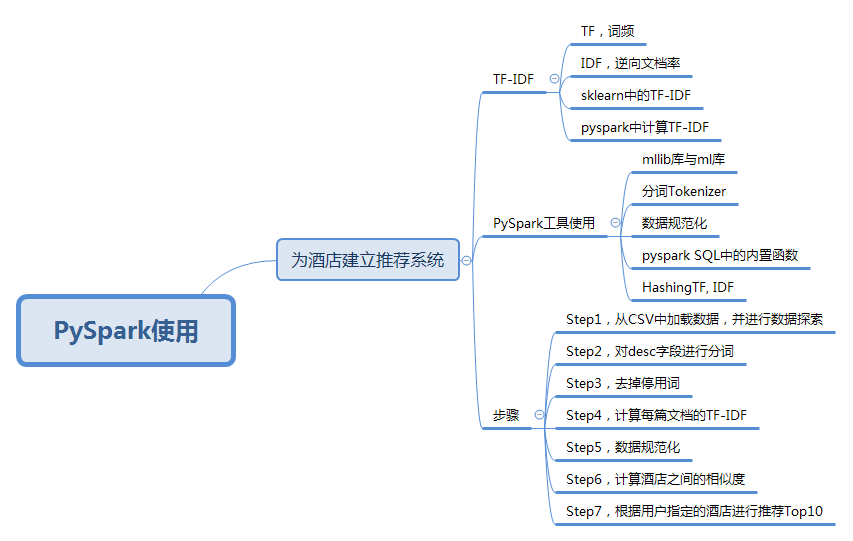 PySpark使用
为酒店建立推荐系统
TF-IDF
TF，词频
IDF，逆向文档率
sklearn中的TF-IDF
pyspark中计算TF-IDF
PySpark工具使用
mllib库与ml库
分词Tokenizer
数据规范化
pyspark SQL中的内置函数
HashingTF, IDF
步骤
Step1，从CSV中加载数据，并进行数据探索
Step2，对desc字段进行分词
Step3，去掉停用词
Step4，计算每篇文档的TF-IDF
Step5，数据规范化
Step6，计算酒店之间的相似度
Step7，根据用户指定的酒店进行推荐Top10